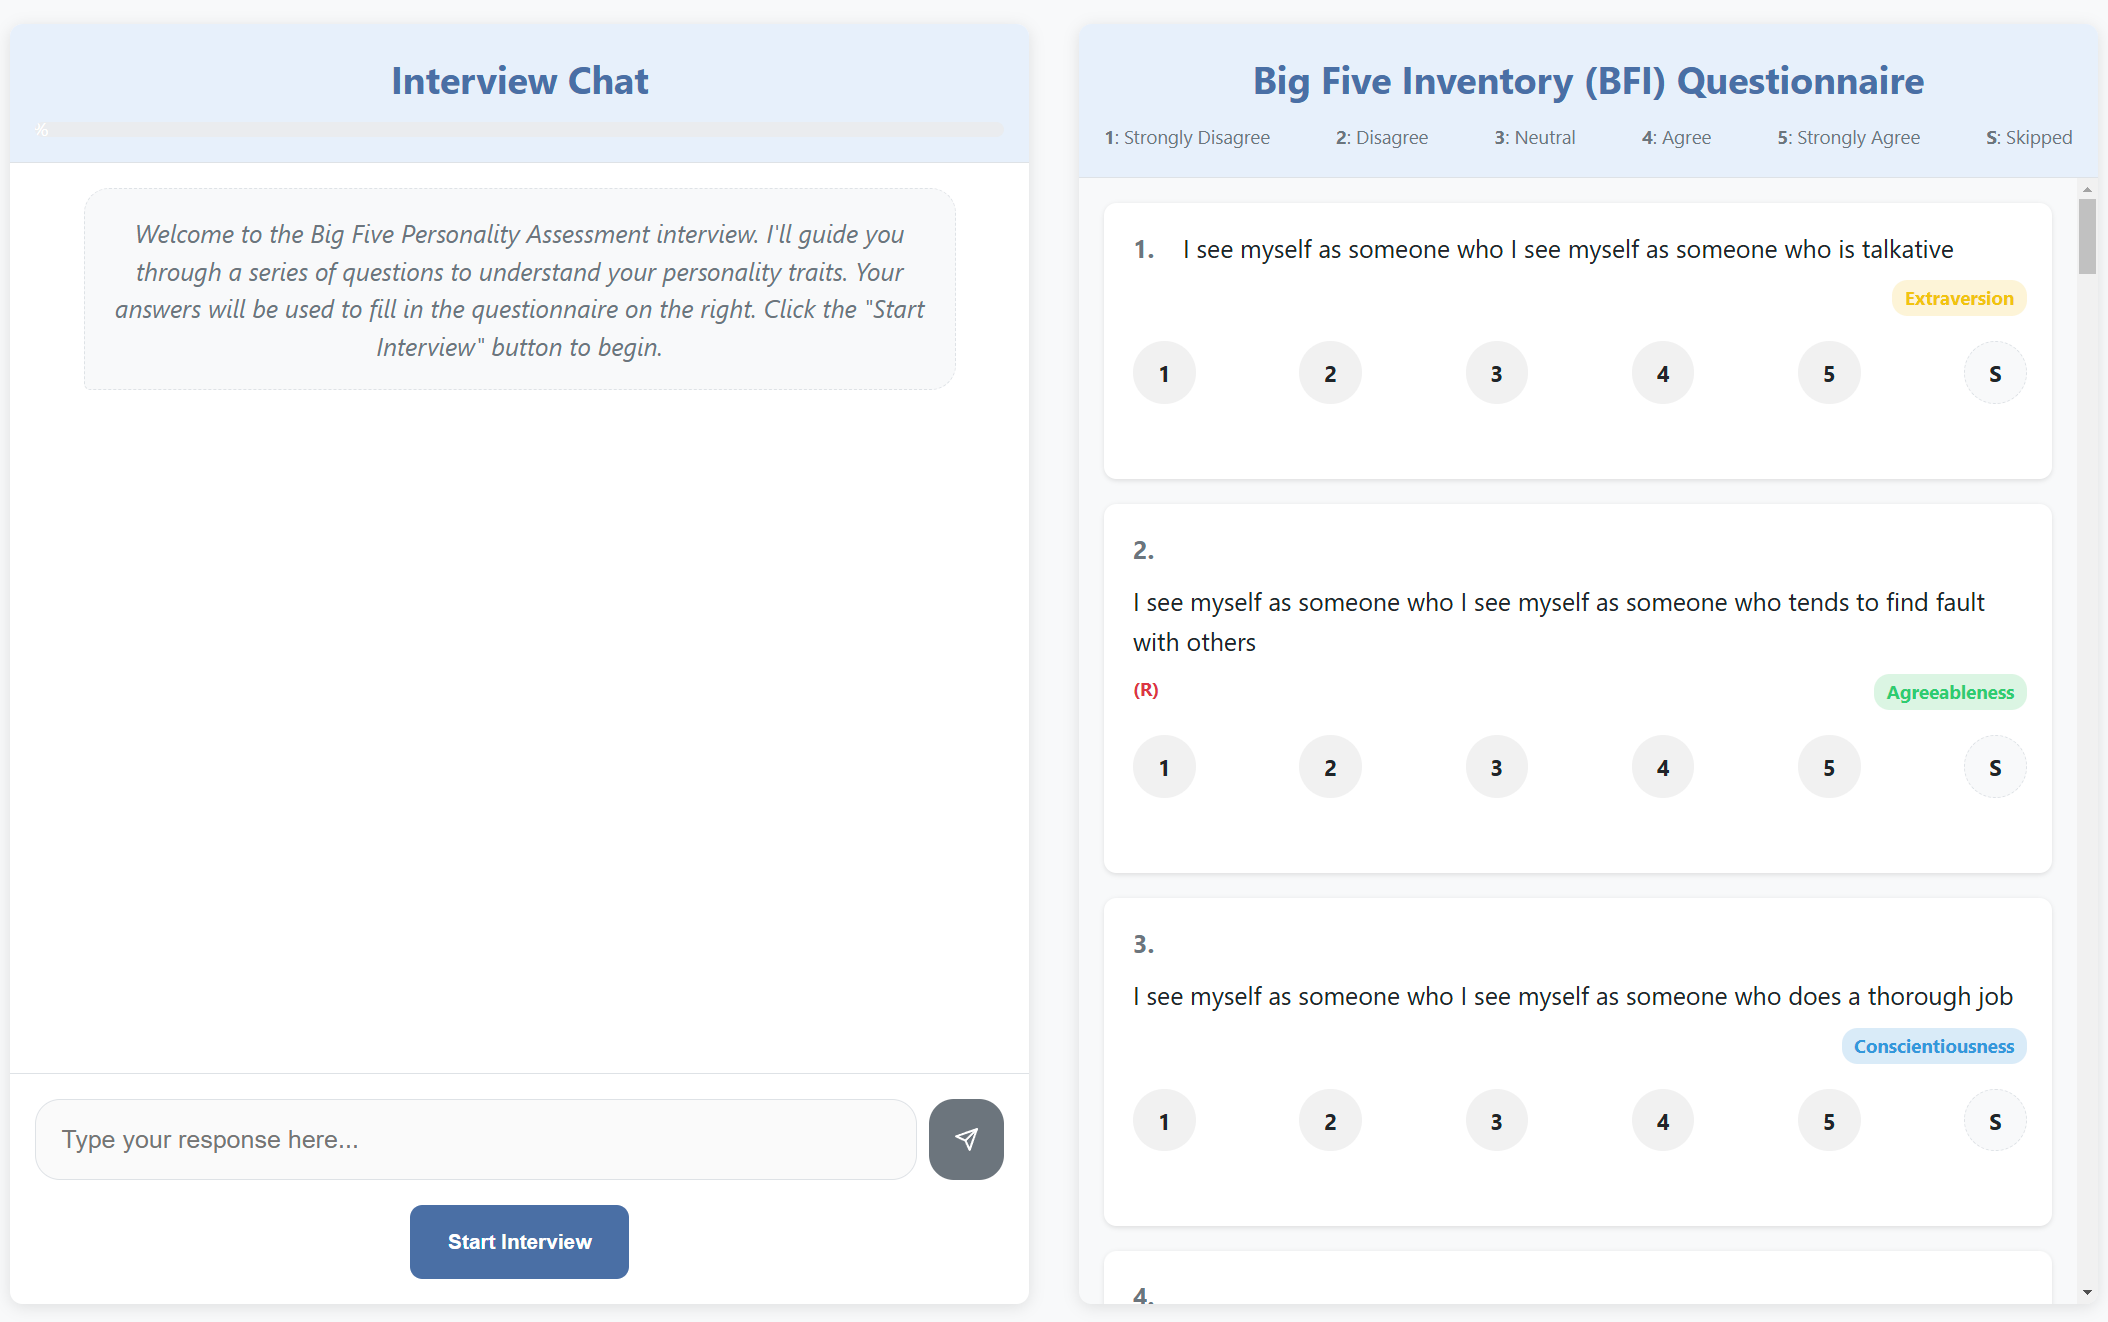 Interview Chat
%
Welcome to the Big Five Personality Assessment interview. I'll guide you
through a series of questions to understand your personality traits. Your
answers will be used to fill in the questionnaire on the right. Click the "Start
Interview" button to begin.
Type your response here...
Start Interview
Big Five Inventory (BFI) Questionnaire
1: Strongly Disagree 2: Disagree 3: Neutral 4: Agree 5: Strongly Agree S: Skipped
1. I see myself as someone who I see myself as someone who is talkative
Extraversion
1 2 3 4 5 S
2.
I see myself as someone who I see myself as someone who tends to find fault
with others
(R) Agreeableness
1 2 3 4 5 S
3.
I see myself as someone who I see myself as someone who does a thorough job
Conscientiousness
1 2 3 4 5 S
4.